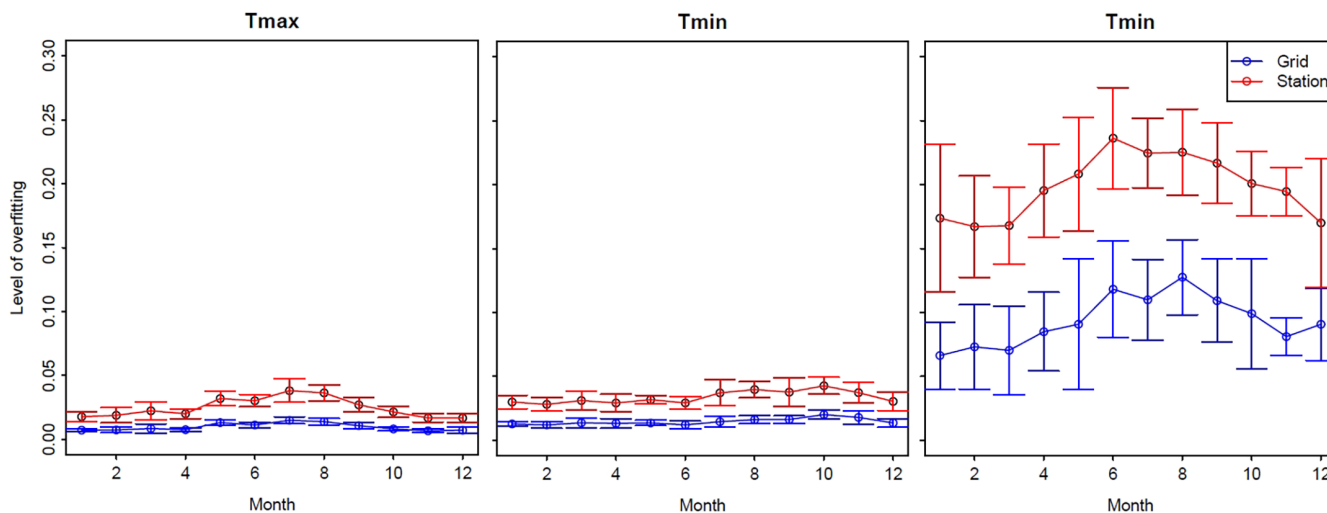 Tmax
Tmin
Tmin
Level of overfitting
0.00 0.05 0.10 0.15 0.20 0.25 0.30
Grid
Station
2 4 6 8 10 12
2 4 6 8 10 12
2 4 6 8 10 12
Month
Month
Month